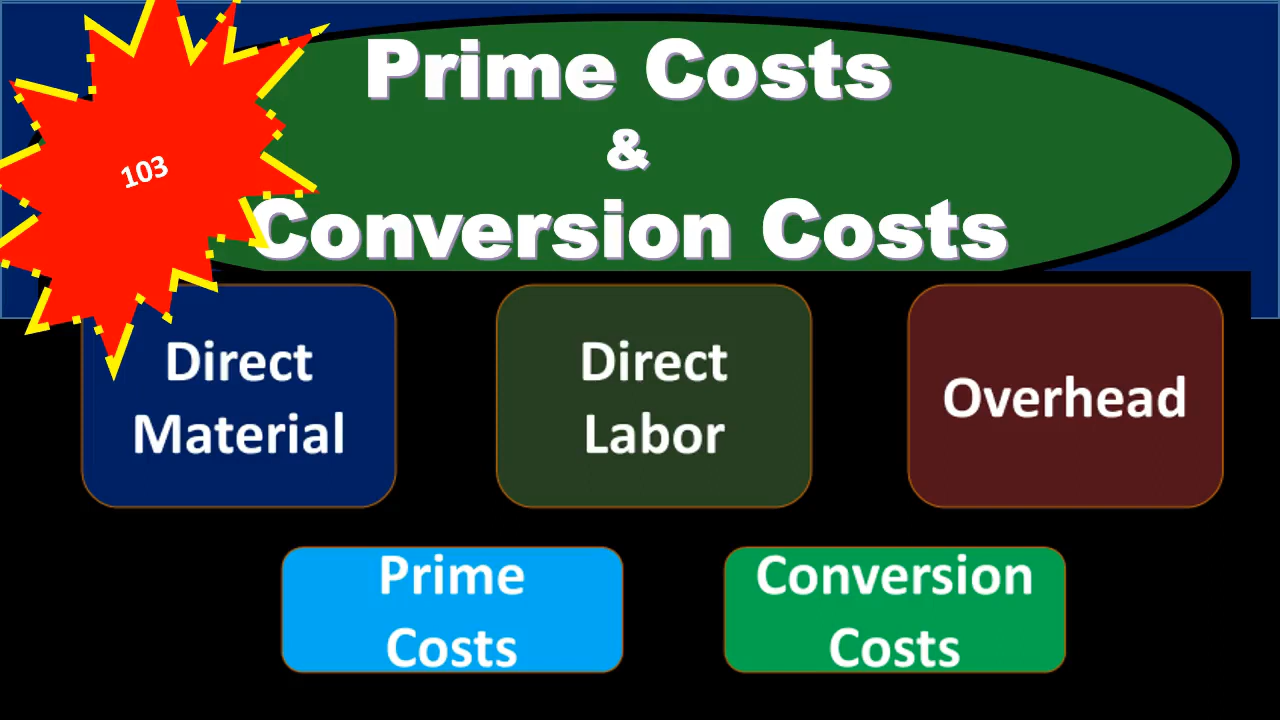 Prime Costs
&
Conversion Costs
103
Direct
Material
Direct
Labor
Overhead
Prime
Costs
Conversion
Costs